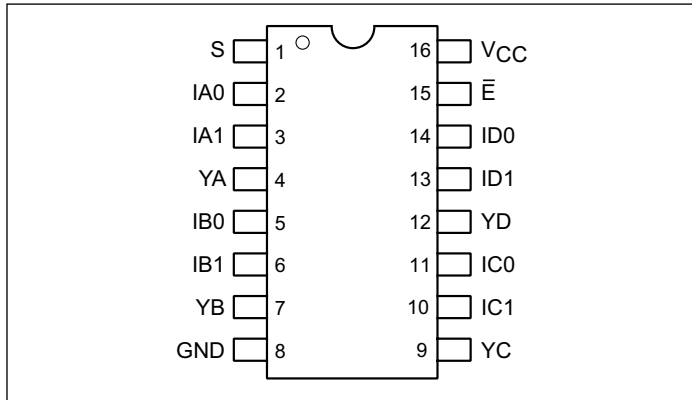 S 1 16 VCC
IA0 2 15 E̅
IA1 3 14 ID0
YA 4 13 ID1
IB0 5 12 YD
IB1 6 11 IC0
YB 7 10 IC1
GND 8 9 YC